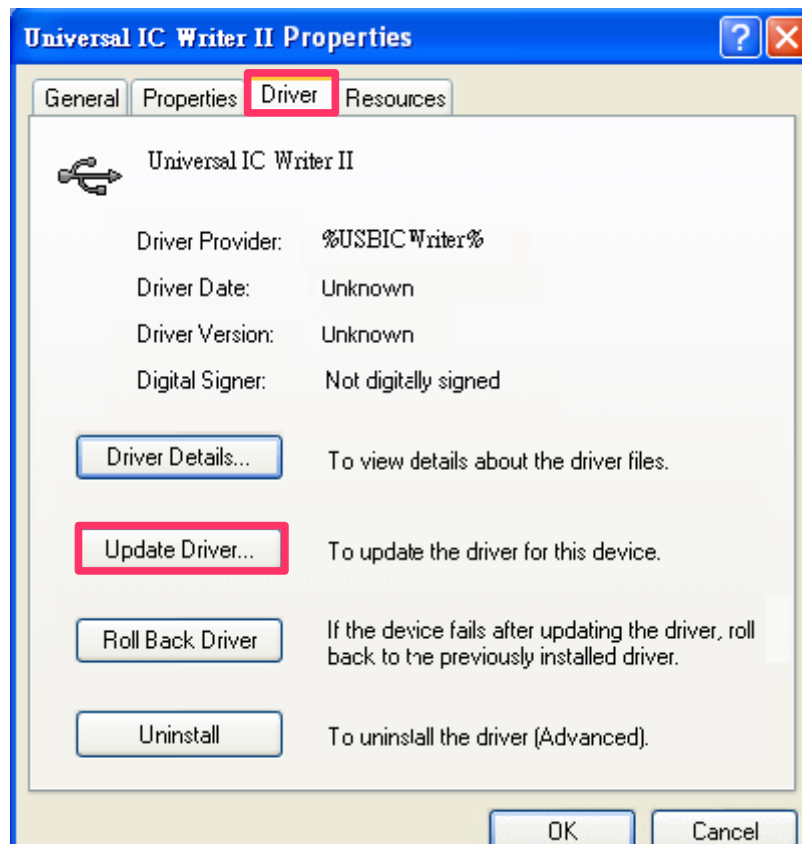 Universal IC Writer II Properties
General Properties Driver Resources
Universal IC Writer II
Driver Provider: %USBICWriter%
Driver Date: Unknown
Driver Version: Unknown
Digital Signer: Not digitally signed
Driver Details... To view details about the driver files.
Update Driver... To update the driver for this device.
Roll Back Driver If the device fails after updating the driver, roll
back to the previously installed driver.
Uninstall To uninstall the driver (Advanced).
OK Cancel